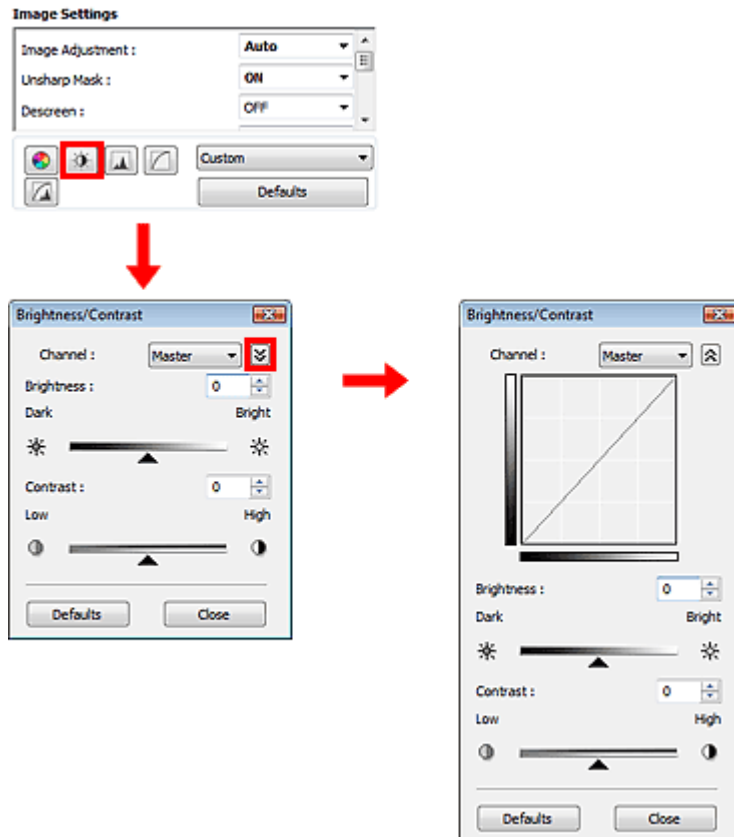 Image Settings
Image Adjustment : Auto
Unsharp Mask : ON
Descreen : OFF
Custom
Defaults
Brightness/Contrast
Channel : Master
Brightness : 0
Dark Bright
Contrast : 0
Low High
Defaults Close
Brightness/Contrast
Channel : Master
Brightness : 0
Dark Bright
Contrast : 0
Low High
Defaults Close